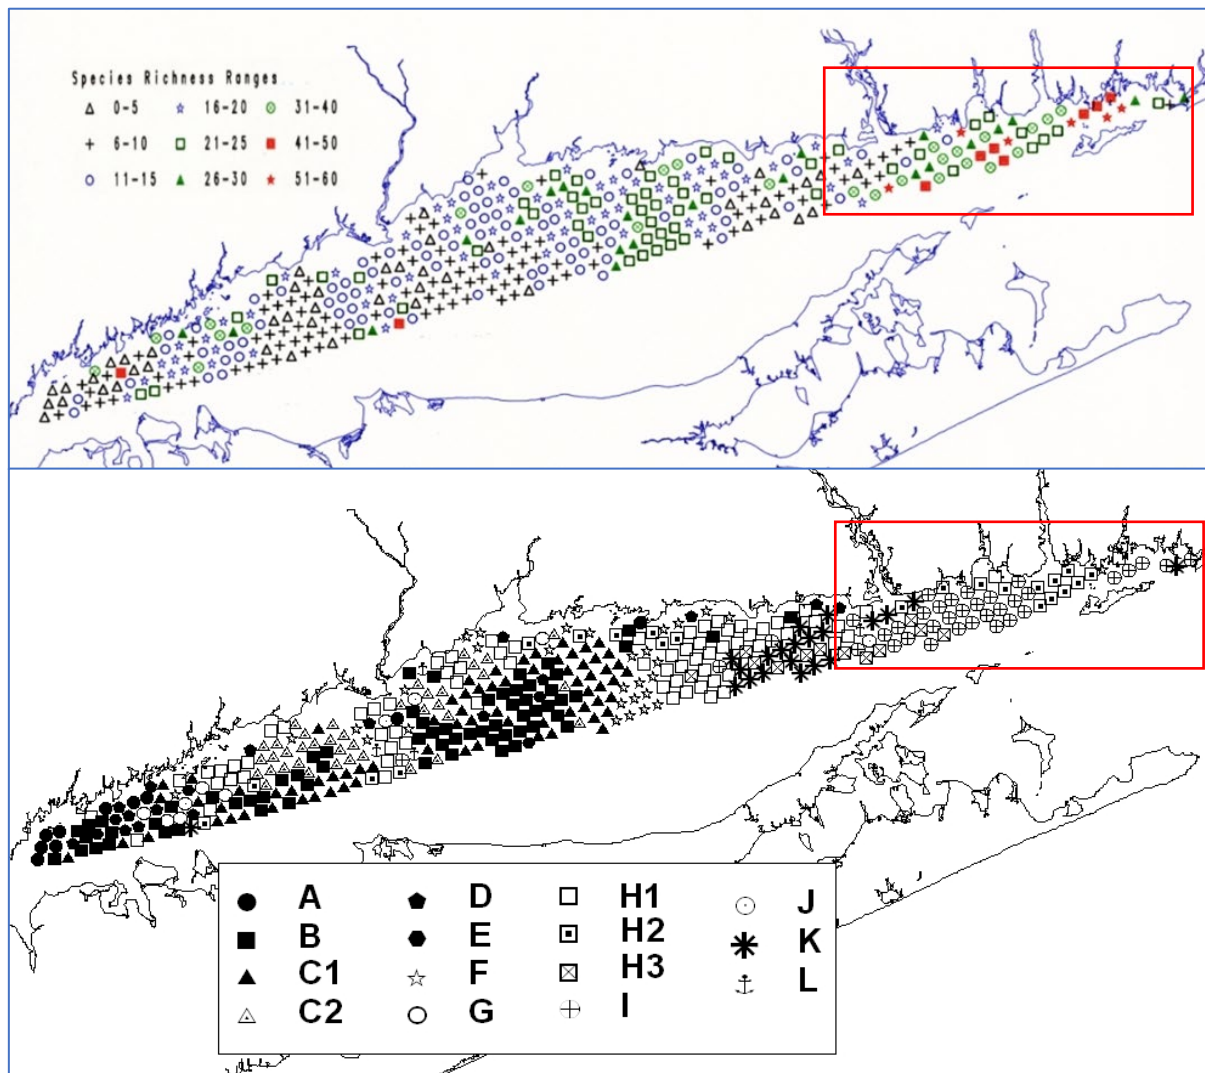 Species Richness Ranges
0-5 16-20 31-40
6-10 21-25 41-50
11-15 26-30 51-60
A D H1 J
B E H2 K
C1 F H3 L
C2 G I